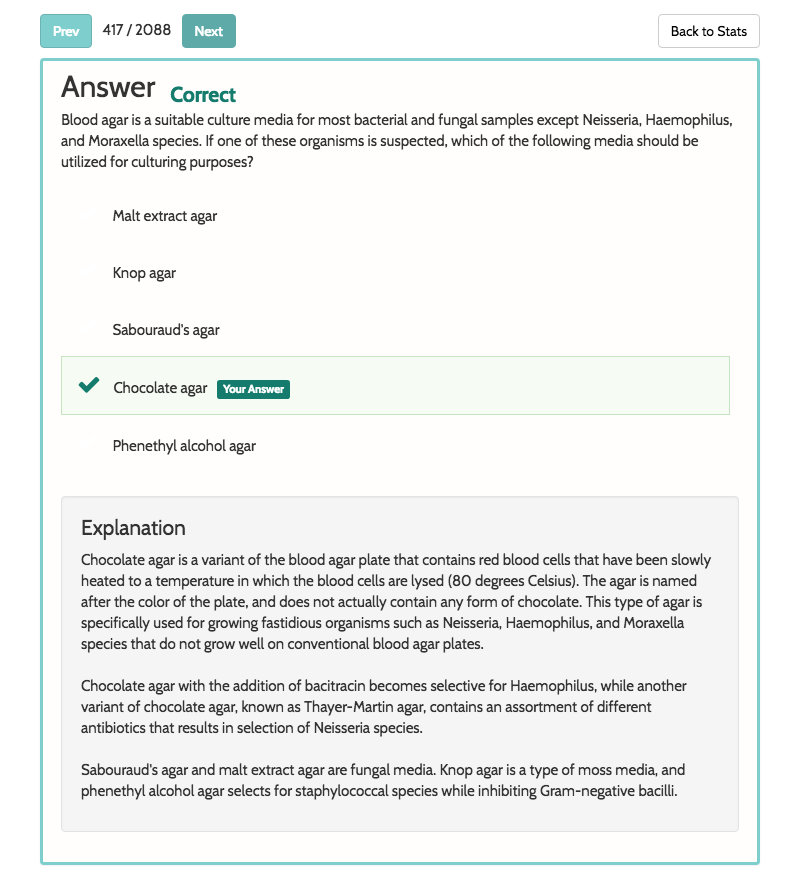 Prev 417 / 2088 Next Back to Stats
Answer Correct
Blood agar is a suitable culture media for most bacterial and fungal samples except Neisseria, Haemophilus,
and Moraxella species. If one of these organisms is suspected, which of the following media should be
utilized for culturing purposes?
Malt extract agar
Knop agar
Sabouraud's agar
Chocolate agar Your Answer
Phenethyl alcohol agar
Explanation
Chocolate agar is a variant of the blood agar plate that contains red blood cells that have been slowly
heated to a temperature in which the blood cells are lysed (80 degrees Celsius). The agar is named
after the color of the plate, and does not actually contain any form of chocolate. This type of agar is
specifically used for growing fastidious organisms such as Neisseria, Haemophilus, and Moraxella
species that do not grow well on conventional blood agar plates.
Chocolate agar with the addition of bacitracin becomes selective for Haemophilus, while another
variant of chocolate agar, known as Thayer-Martin agar, contains an assortment of different
antibiotics that results in selection of Neisseria species.
Sabouraud's agar and malt extract agar are fungal media. Knop agar is a type of moss media, and
phenethyl alcohol agar selects for staphylococcal species while inhibiting Gram-negative bacilli.